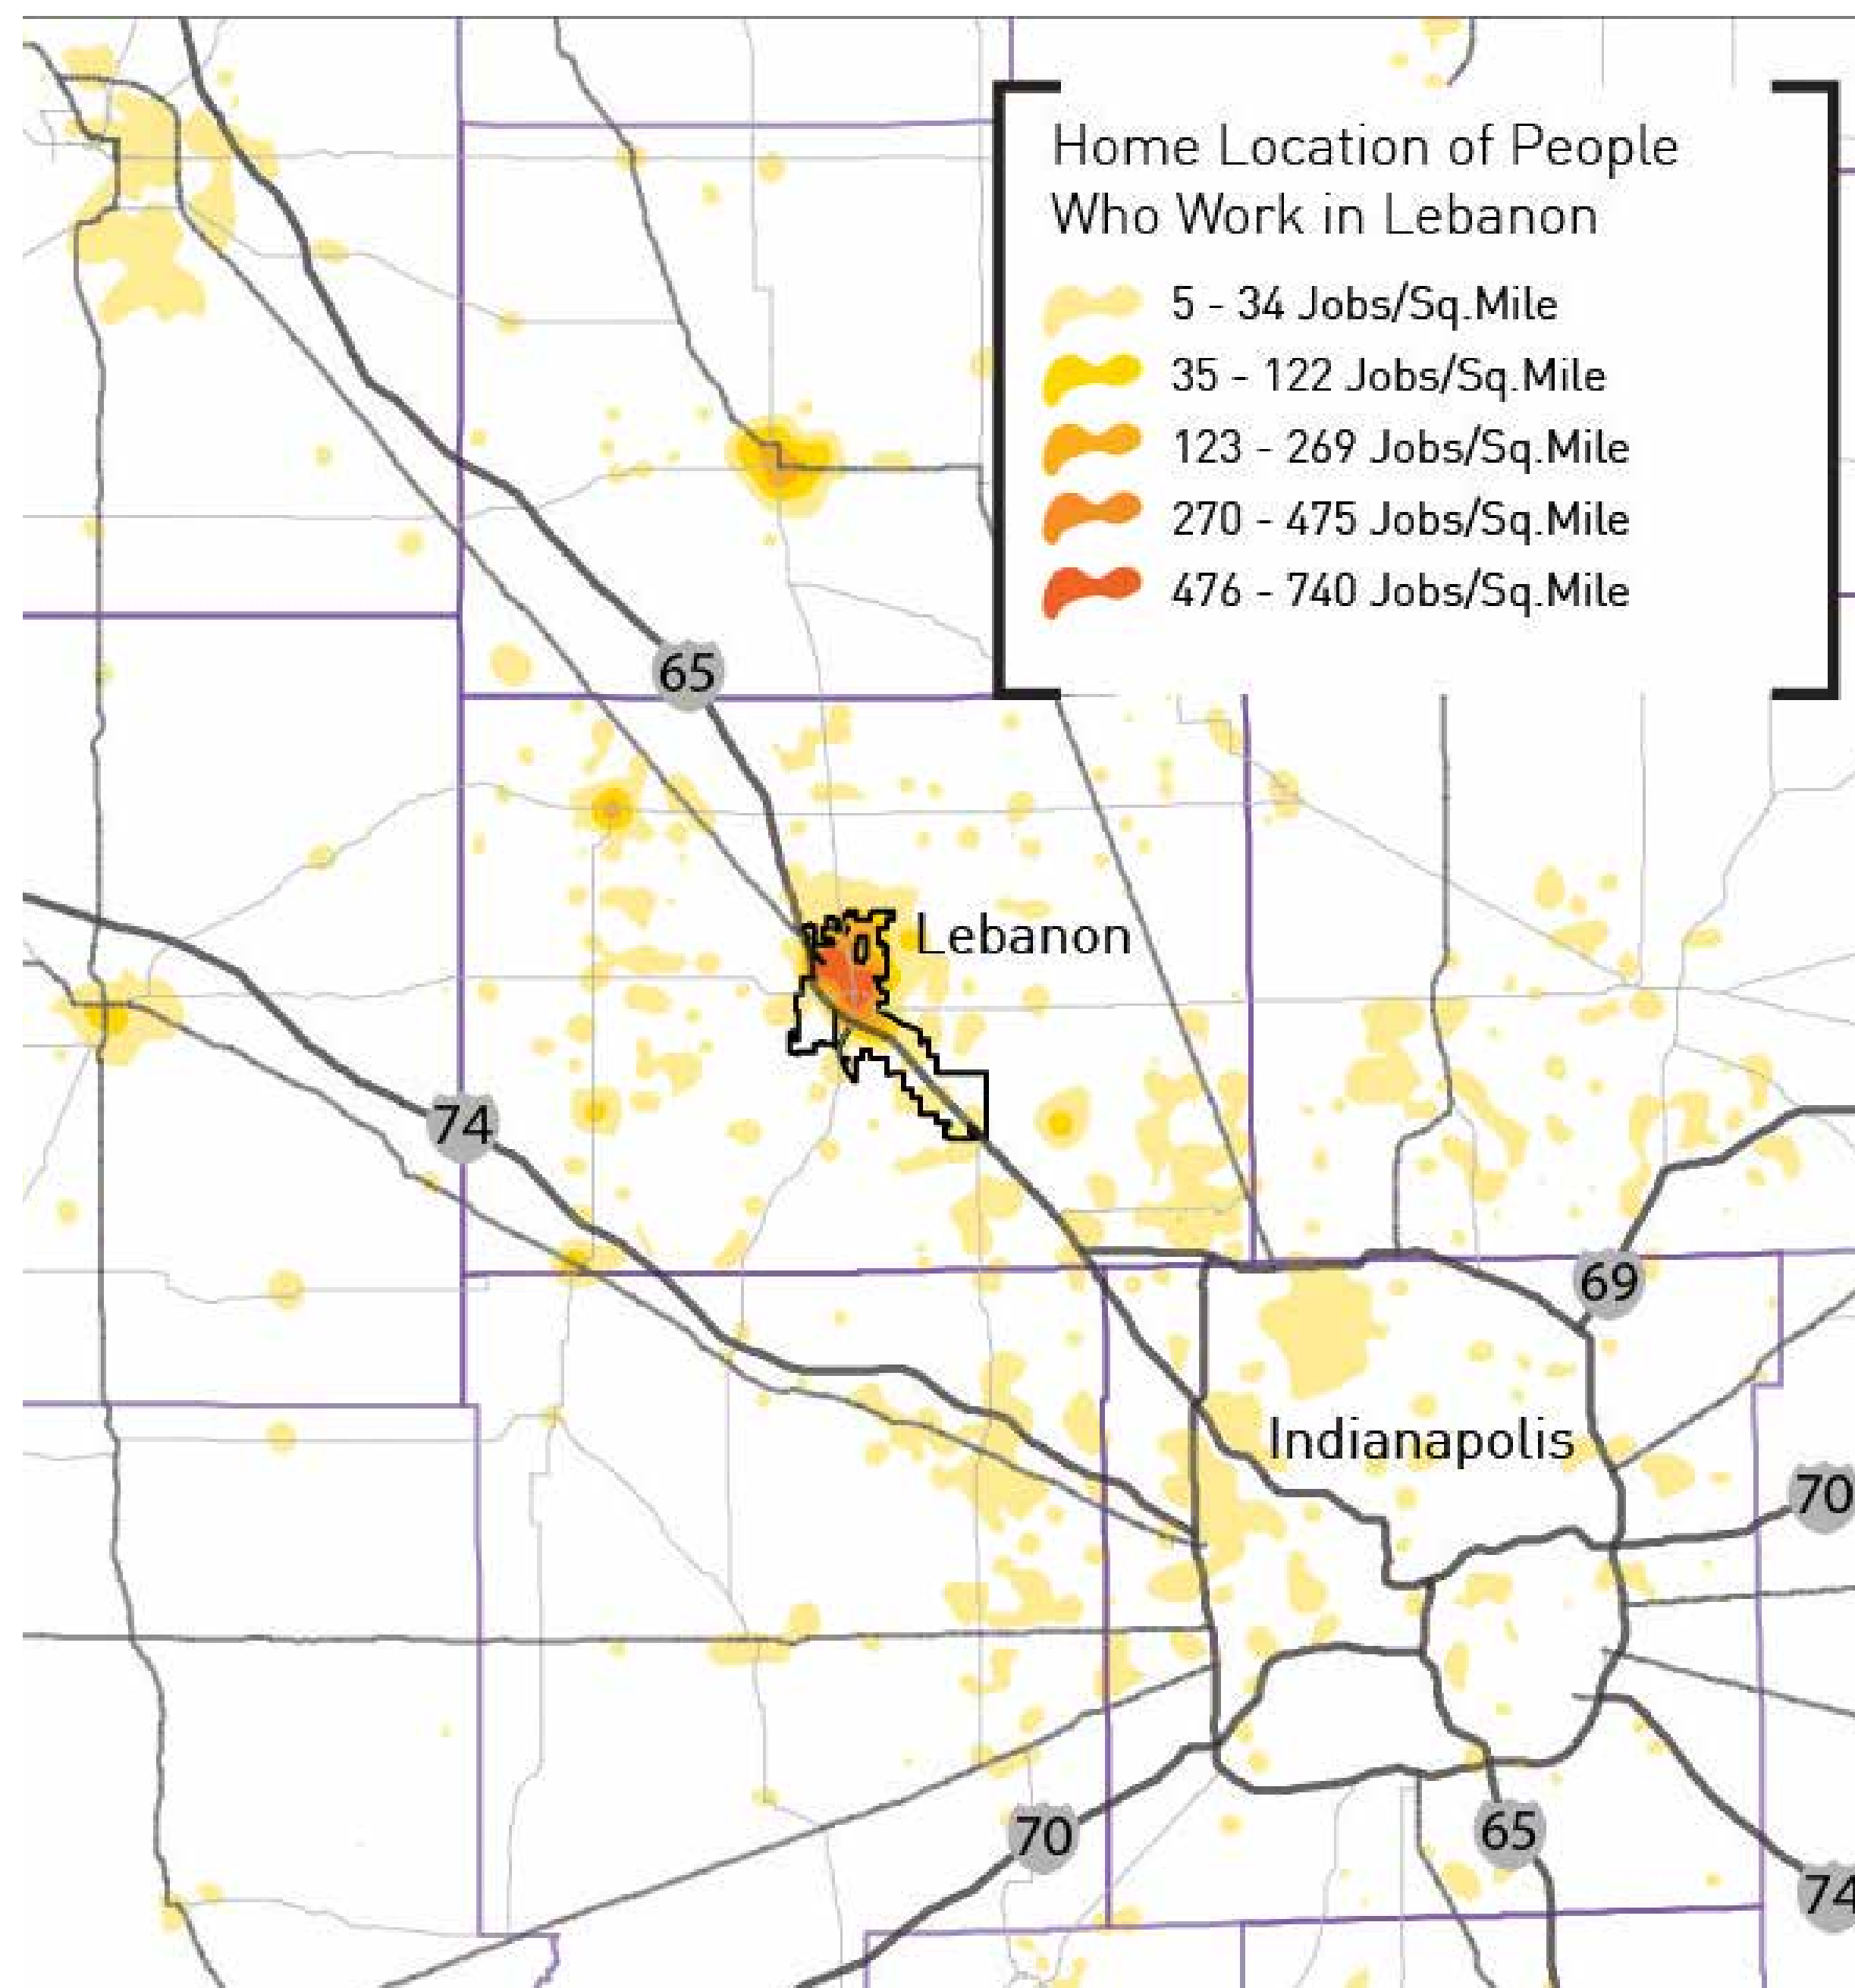 Home Location of People
Who Work in Lebanon
5 - 34 Jobs/Sq.Mile
35 - 122 Jobs/Sq.Mile
123 - 269 Jobs/Sq.Mile
270 - 475 Jobs/Sq.Mile
476 - 740 Jobs/Sq.Mile
65
Lebanon
74
69
Indianapolis
70
70
65
74